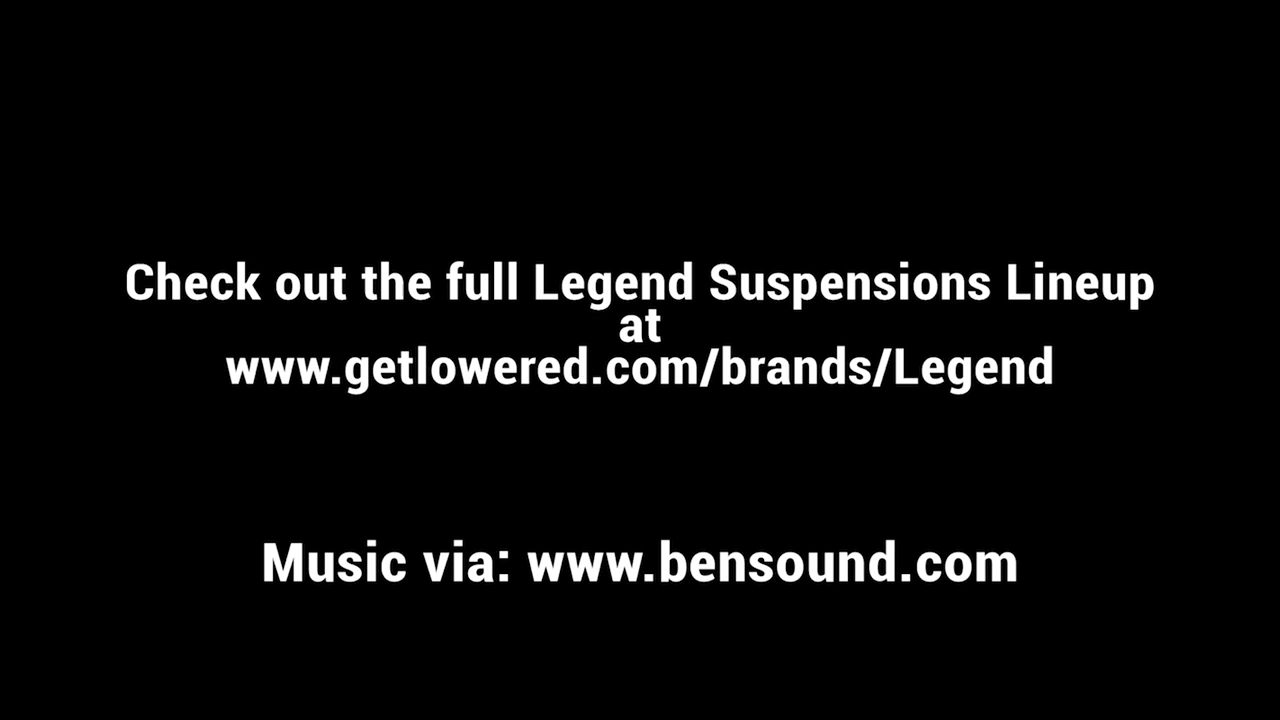 Check out the full Legend Suspensions Lineup
at
www.getlowered.com/brands/Legend
Music via: www.bensound.com